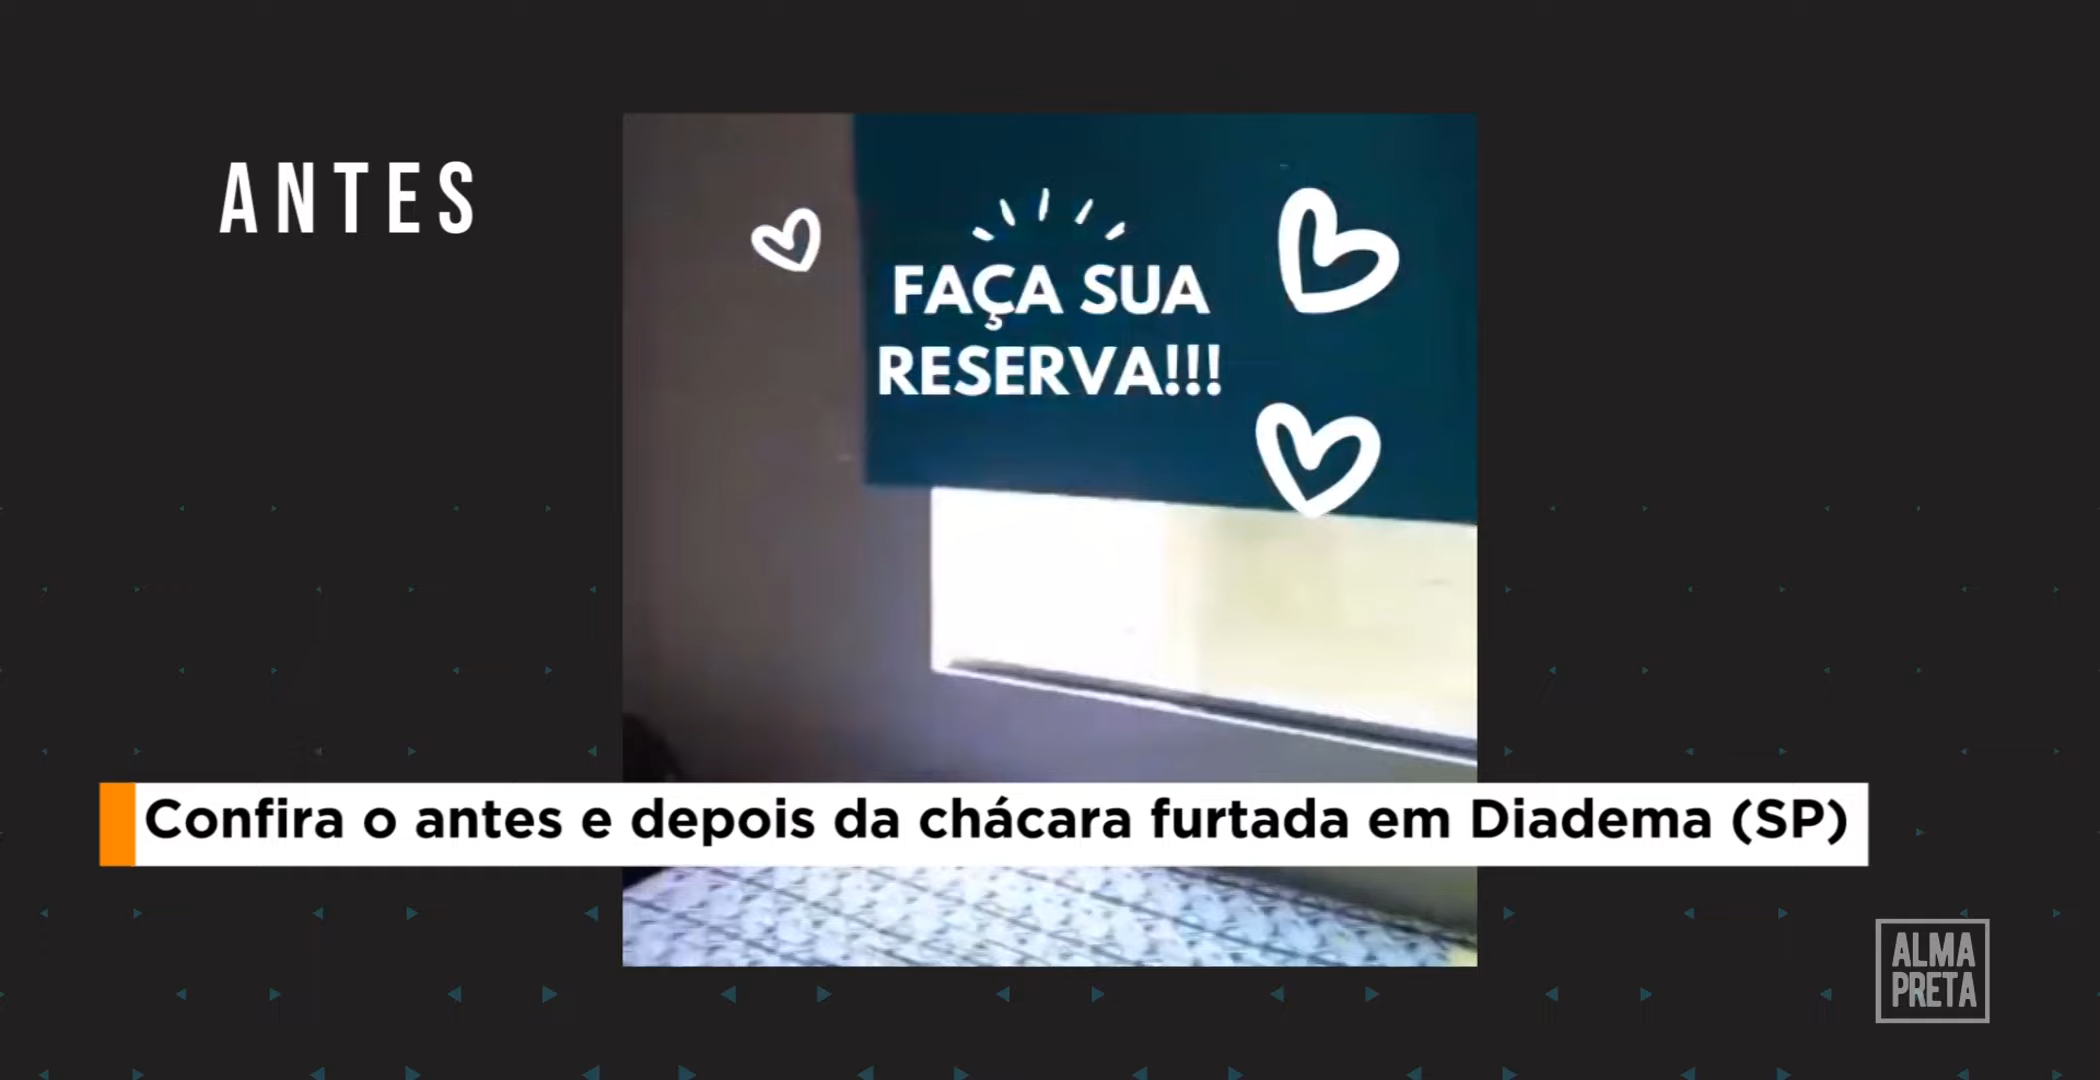 ANTES
FAÇA SUA
RESERVA!!!
Confira o antes e depois da chácara furtada em Diadema (SP)
ALMA
PRETA